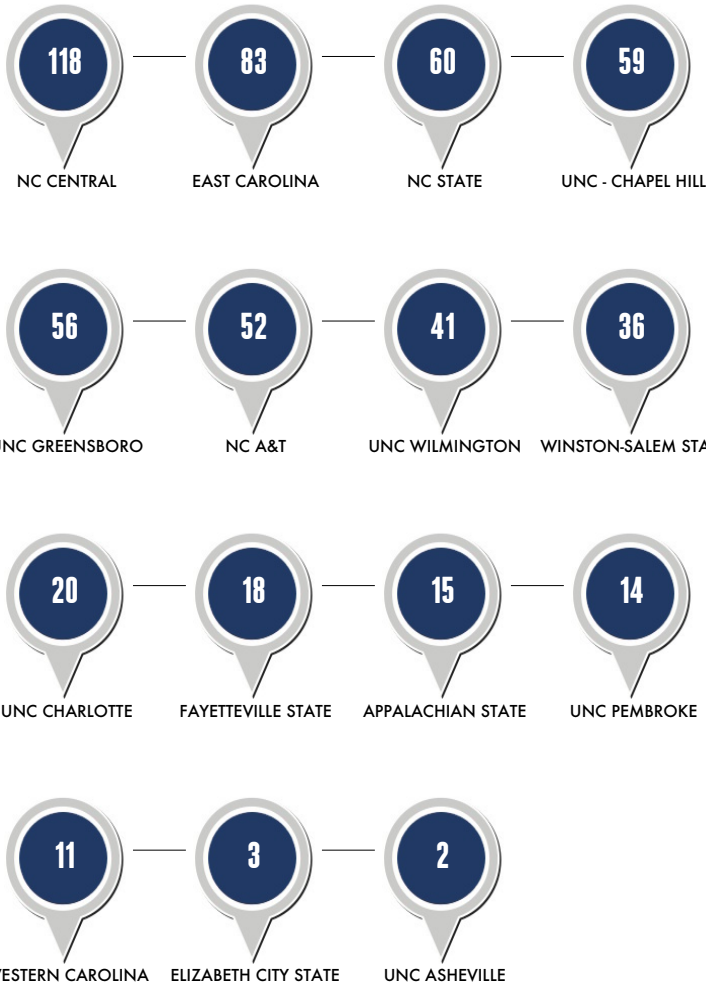 118 83 60 59
NC CENTRAL EAST CAROLINA NC STATE UNC - CHAPEL HILL
56 52 41 36
UNC GREENSBORO NC A&T UNC WILMINGTON WINSTON-SALEM STA
20 18 15 14
UNC CHARLOTTE FAYETTEVILLE STATE APPALACHIAN STATE UNC PEMBROKE
11 3 2
WESTERN CAROLINA ELIZABETH CITY STATE UNC ASHEVILLE